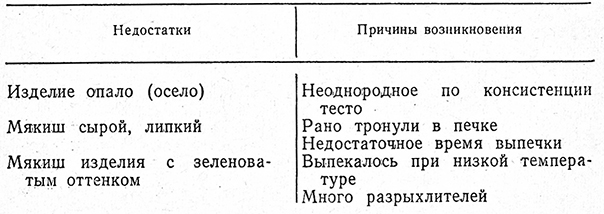 Недостатки
Причины возникновения
Изделие опало (осело)
Неоднородное по консистенции
тесто
Мякиш сырой, липкий
Рано тронули в печке
Недостаточное время выпечки
Мякиш изделия с зеленова-
тым оттенком
Выпекалось при низкой темпера-
туре
Много разрыхлителей